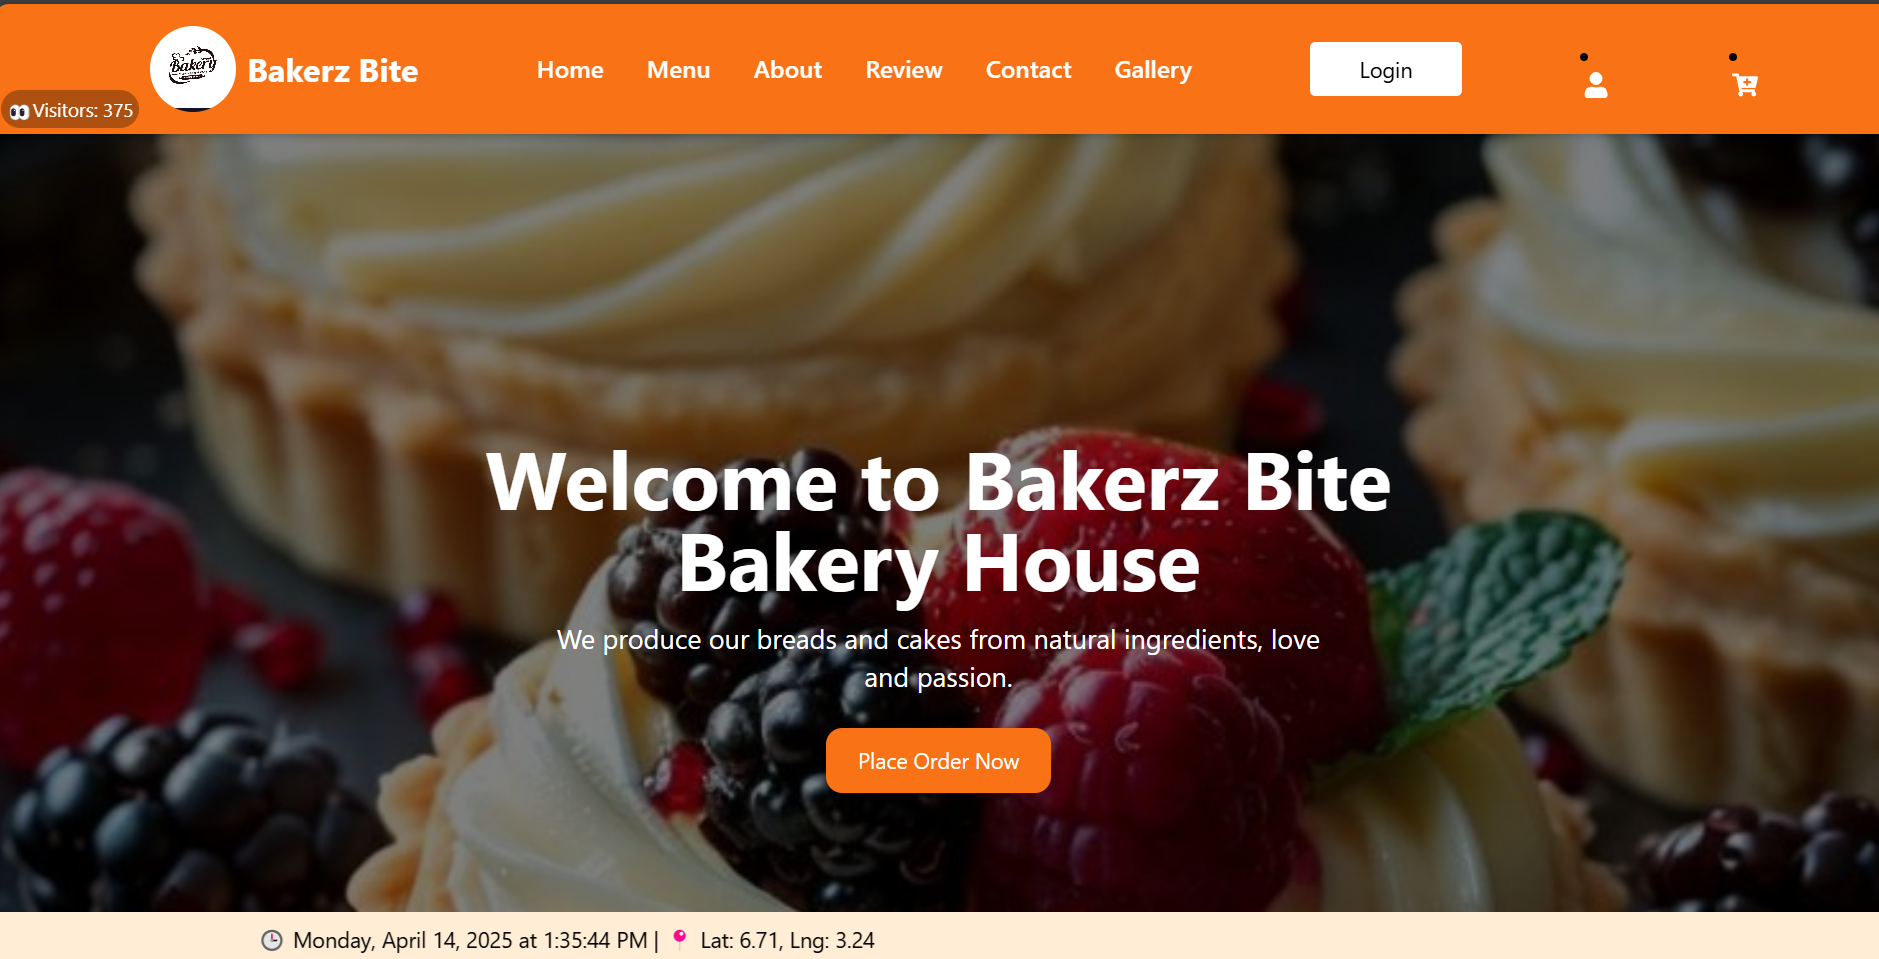 Bakery
Bakerz Bite
Home
Menu
About
Review
Contact
Gallery
Login
Visitors: 375
Welcome to Bakerz Bite
Bakery House
We produce our breads and cakes from natural ingredients, love
and passion.
Place Order Now
Monday, April 14, 2025 at 1:35:44 PM | Lat: 6.71, Lng: 3.24